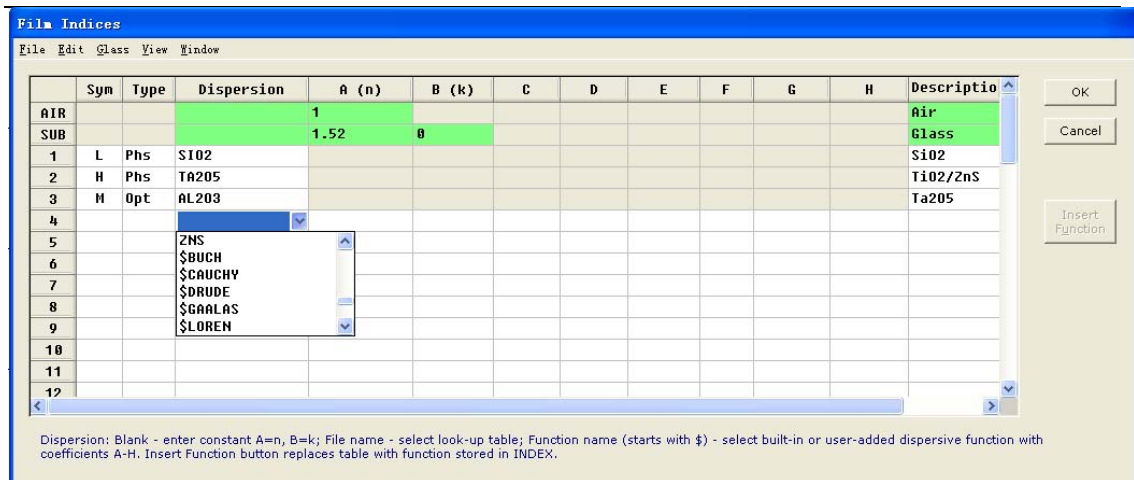 Film Indices
File Edit Glass View Window
Sym Type Dispersion A (n) B (k) C D E F G H Descriptio
OK
AIR 1 Air
SUB 1.52 0 Glass
Cancel
1 L Phs SIO2 SiO2
2 H Phs TA2O5 TiO2/ZnS
3 M Opt AL2O3 Ta2O5
4
Insert Function
5 ZNS
$BUCH
6 $CAUCHY
7 $DRUDE
8 $GAALAS
9 $LOREN
10
11
12
Dispersion: Blank - enter constant A=n, B=k; File name - select look-up table; Function name (starts with $) - select built-in or user-added dispersive function with
coefficients A-H. Insert Function button replaces table with function stored in INDEX.